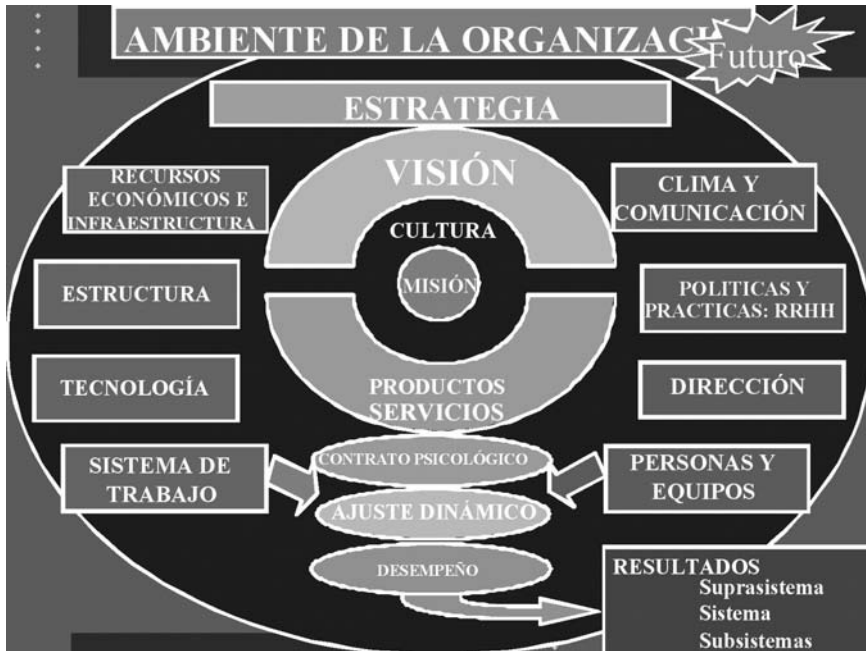 AMBIENTE DE LA ORGANIZACI
Futuro
ESTRATEGIA
VISIÓN
RECURSOS
ECONÓMICOS E
INFRAESTRUCTURA
CLIMA Y
COMUNICACIÓN
CULTURA
MISIÓN
ESTRUCTURA
POLITICAS Y
PRACTICAS: RRHH
TECNOLOGÍA
PRODUCTOS
SERVICIOS
DIRECCIÓN
SISTEMA DE
TRABAJO
CONTRATO PSICOLÓGICO
PERSONAS Y
EQUIPOS
AJUSTE DINÁMICO
DESEMPEÑO
RESULTADOS
Suprasistema
Sistema
Subsistemas